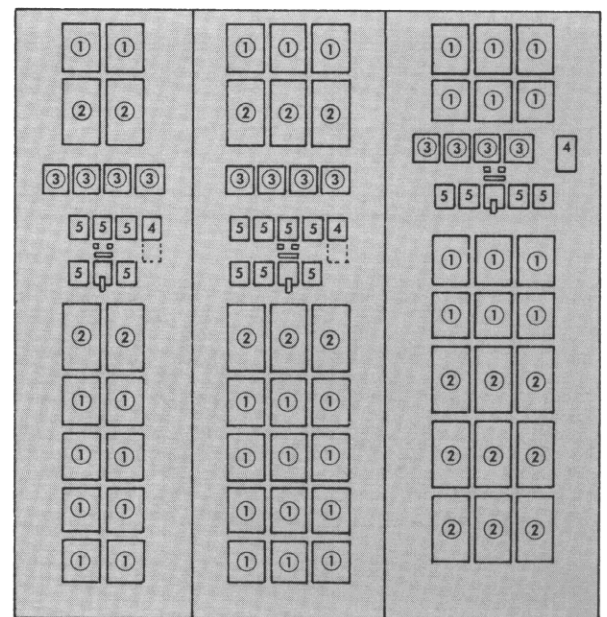 ① ①
② ②
③ ③ ③ ③
5 5 5 4
5 5
② ②
① ①
① ①
① ①
① ①
① ① ①
② ② ②
③ ③ ③ ③
5 5 5 5 4
5 5 5
② ② ②
① ① ①
① ① ①
① ① ①
① ① ①
① ① ①
① ① ①
③ ③ ③ ③ 4
5 5 5 5
① ① ①
① ① ①
② ② ②
② ② ②
② ② ②